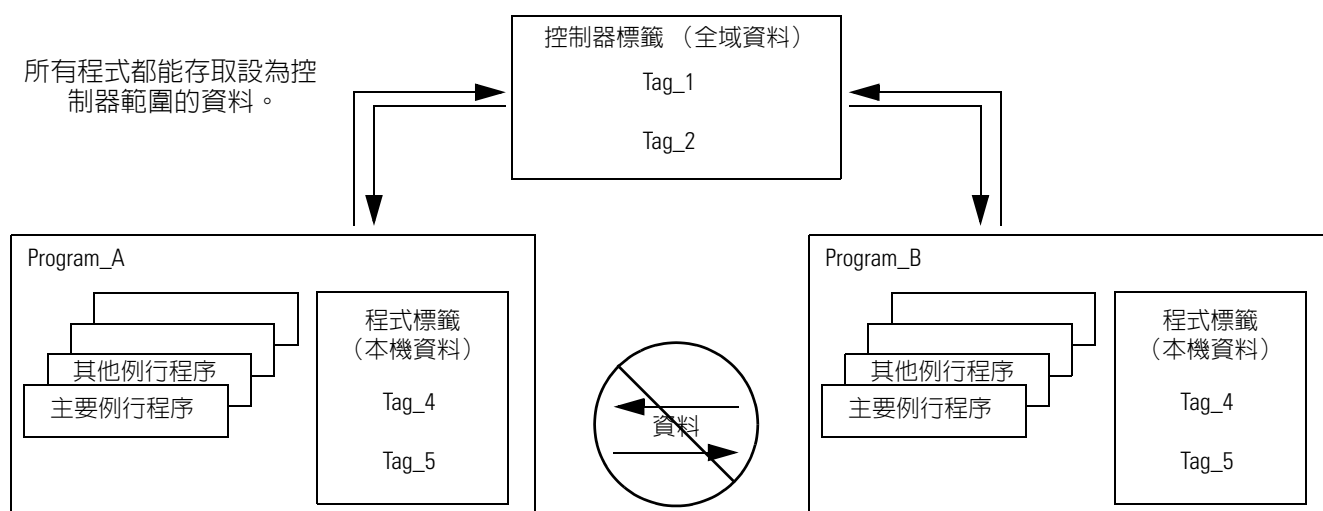 控制器標籤 （全域資料）
Tag_1
Tag_2
所有程式都能存取設為控
制器範圍的資料。
Program_A
其他例行程序
主要例行程序
程式標籤
（本機資料）
Tag_4
Tag_5
資料
Program_B
其他例行程序
主要例行程序
程式標籤
（本機資料）
Tag_4
Tag_5